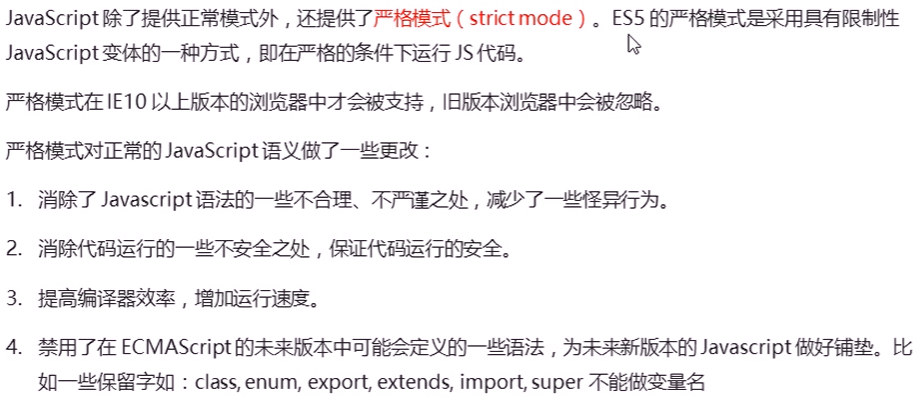 JavaScript 除了提供正常模式外，还提供了严格模式（strict mode）。ES5 的严格模式是采用具有限制性
JavaScript 变体的一种方式，即在严格的条件下运行 JS 代码。
严格模式在 IE10 以上版本的浏览器中才会被支持，旧版本浏览器中会被忽略。
严格模式对正常的 JavaScript 语义做了一些更改：
1. 消除了 Javascript 语法的一些不合理、不严谨之处，减少了一些怪异行为。
2. 消除代码运行的一些不安全之处，保证代码运行的安全。
3. 提高编译器效率，增加运行速度。
4. 禁用了在 ECMAScript 的未来版本中可能会定义的一些语法，为未来新版本的 Javascript 做好铺垫。比
如一些保留字如：class, enum, export, extends, import, super 不能做变量名